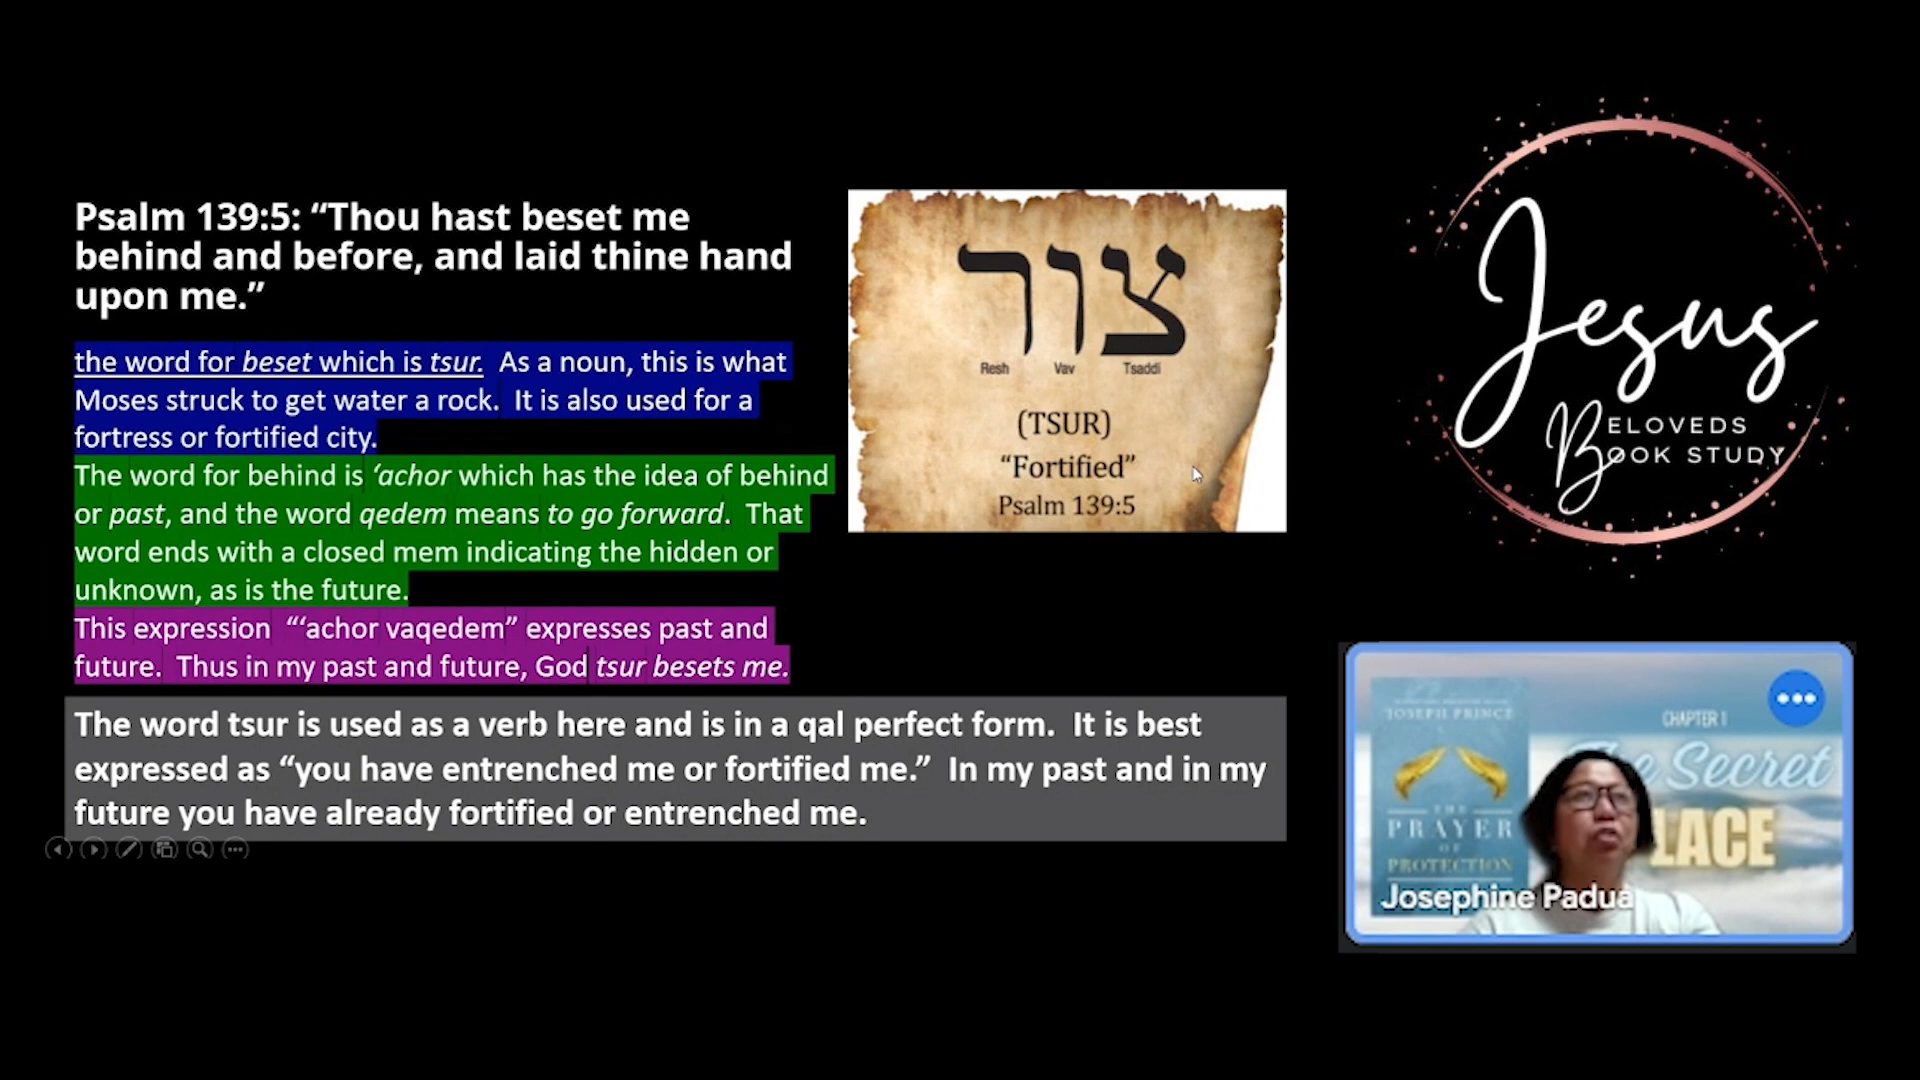 Psalm 139:5: “Thou hast beset me
behind and before, and laid thine hand
upon me.”
the word for beset which is tsur.  As a noun, this is what
Moses struck to get water a rock.  It is also used for a
fortress or fortified city.
The word for behind is ‘achor which has the idea of behind
or past, and the word qedem means to go forward.  That
word ends with a closed mem indicating the hidden or
unknown, as is the future.
This expression  “‘achor vaqedem” expresses past and
future.  Thus in my past and future, God tsur besets me.
The word tsur is used as a verb here and is in a qal perfect form.  It is best
expressed as “you have entrenched me or fortified me.”  In my past and in my
future you have already fortified or entrenched me.
צור
Resh Vav Tsaddi
(TSUR)
“Fortified”
Psalm 139:5
Jesus
BELOVEDS
BOOK STUDY
JOSEPH PRINCE
THE
PRAYER
OF
PROTECTION
CHAPTER 1
e Secret
LACE
Josephine Padua